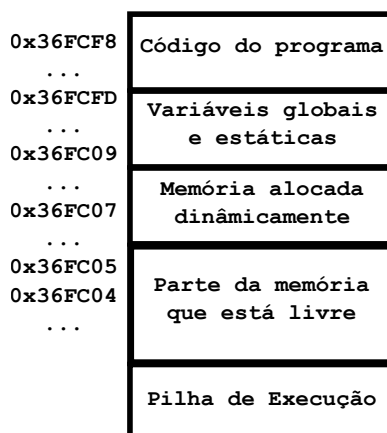 0x36FCF8
...
0x36FCFD
...
0x36FC09
...
0x36FC07
...
0x36FC05
0x36FC04
...
Código do programa
Variáveis globais
e estáticas
Memória alocada
dinâmicamente
Parte da memória
que está livre
Pilha de Execução